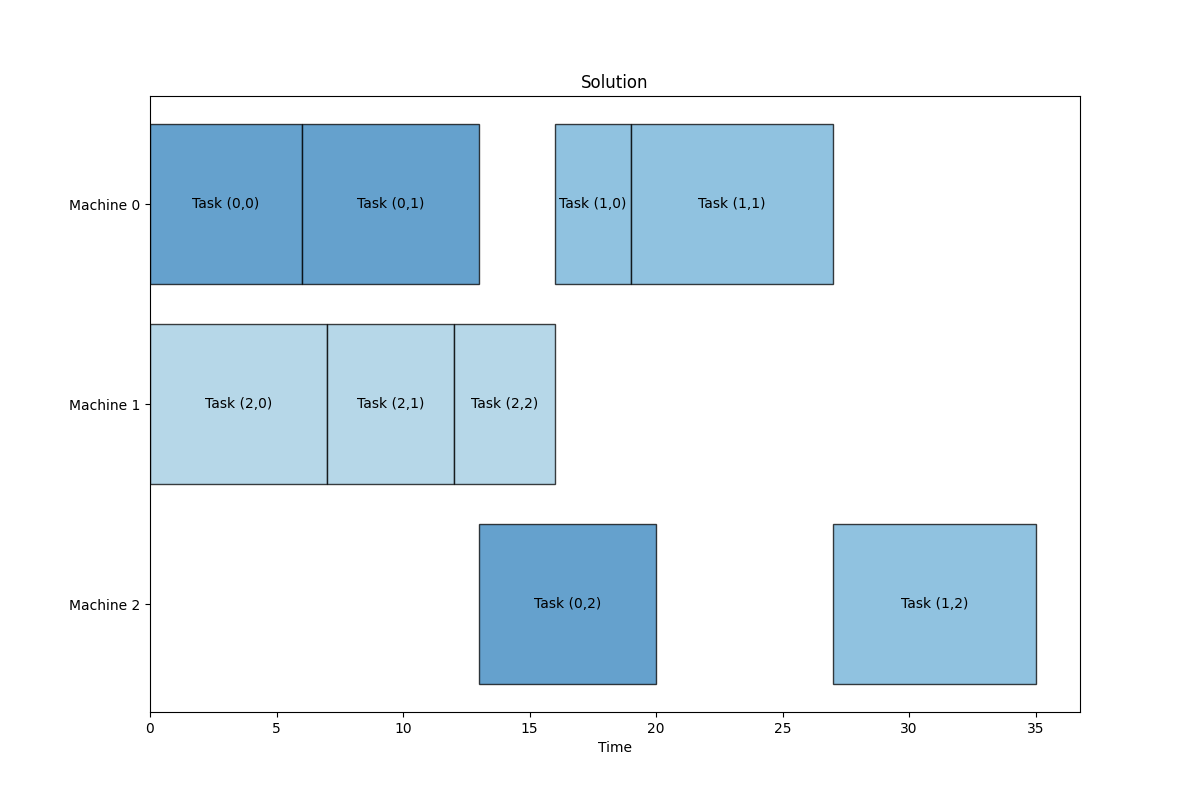 Solution
Machine 0
Task (0,0) Task (0,1) Task (1,0) Task (1,1)
Machine 1
Task (2,0) Task (2,1) Task (2,2)
Machine 2
Task (0,2) Task (1,2)
0 5 10 15 20 25 30 35
Time